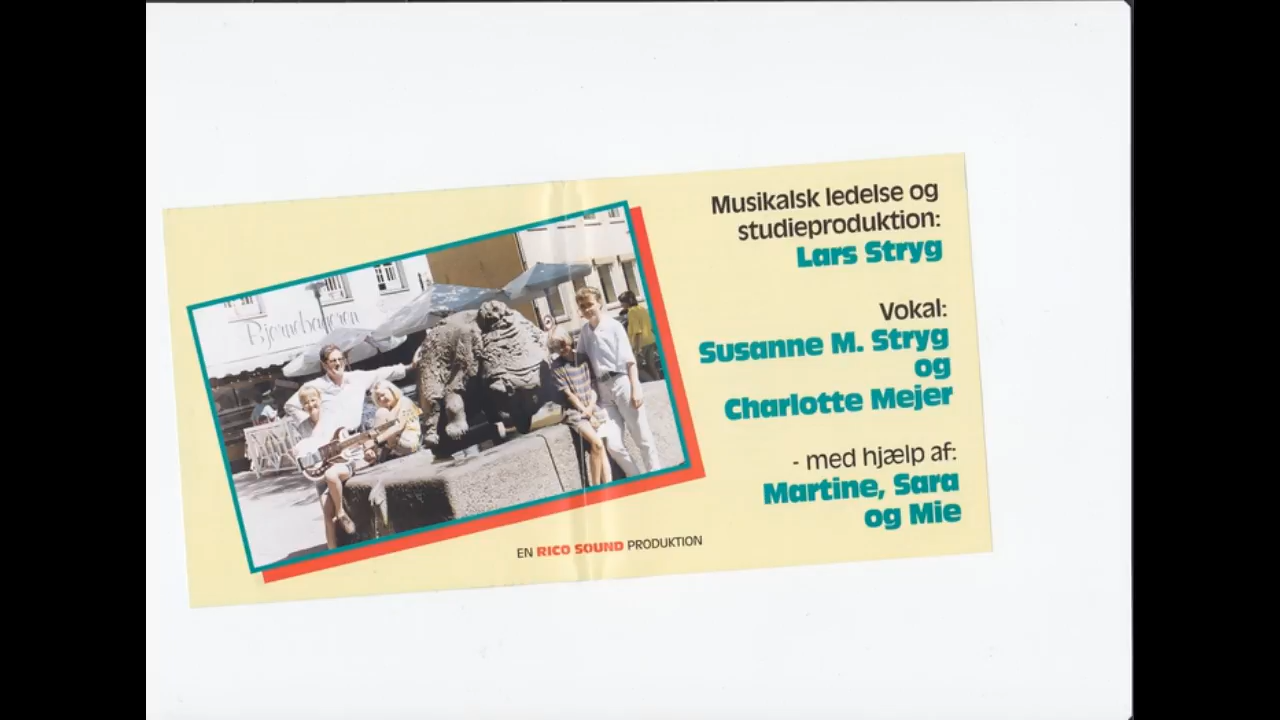 Bjørnebageren
Musikalsk ledelse og
studieproduktion:
Lars Stryg
Vokal:
Susanne M. Stryg
og
Charlotte Mejer
- med hjælp af:
Martine, Sara
og Mie
EN RICO SOUND PRODUKTION